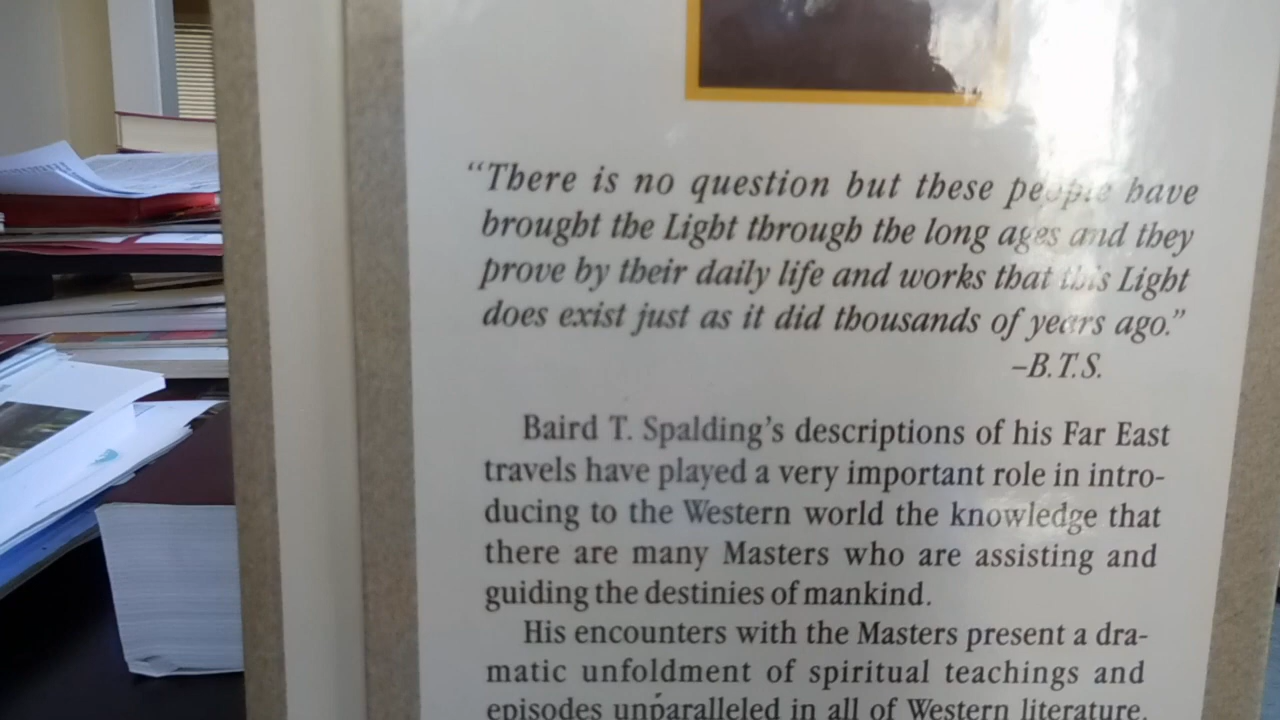 “There is no question but these people have
brought the Light through the long ages and they
prove by their daily life and works that this Light
does exist just as it did thousands of years ago.”
–B.T.S.
Baird T. Spalding’s descriptions of his Far East
travels have played a very important role in intro-
ducing to the Western world the knowledge that
there are many Masters who are assisting and
guiding the destinies of mankind.
His encounters with the Masters present a dra-
matic unfoldment of spiritual teachings and
episodes unparalleled in all of Western literature.